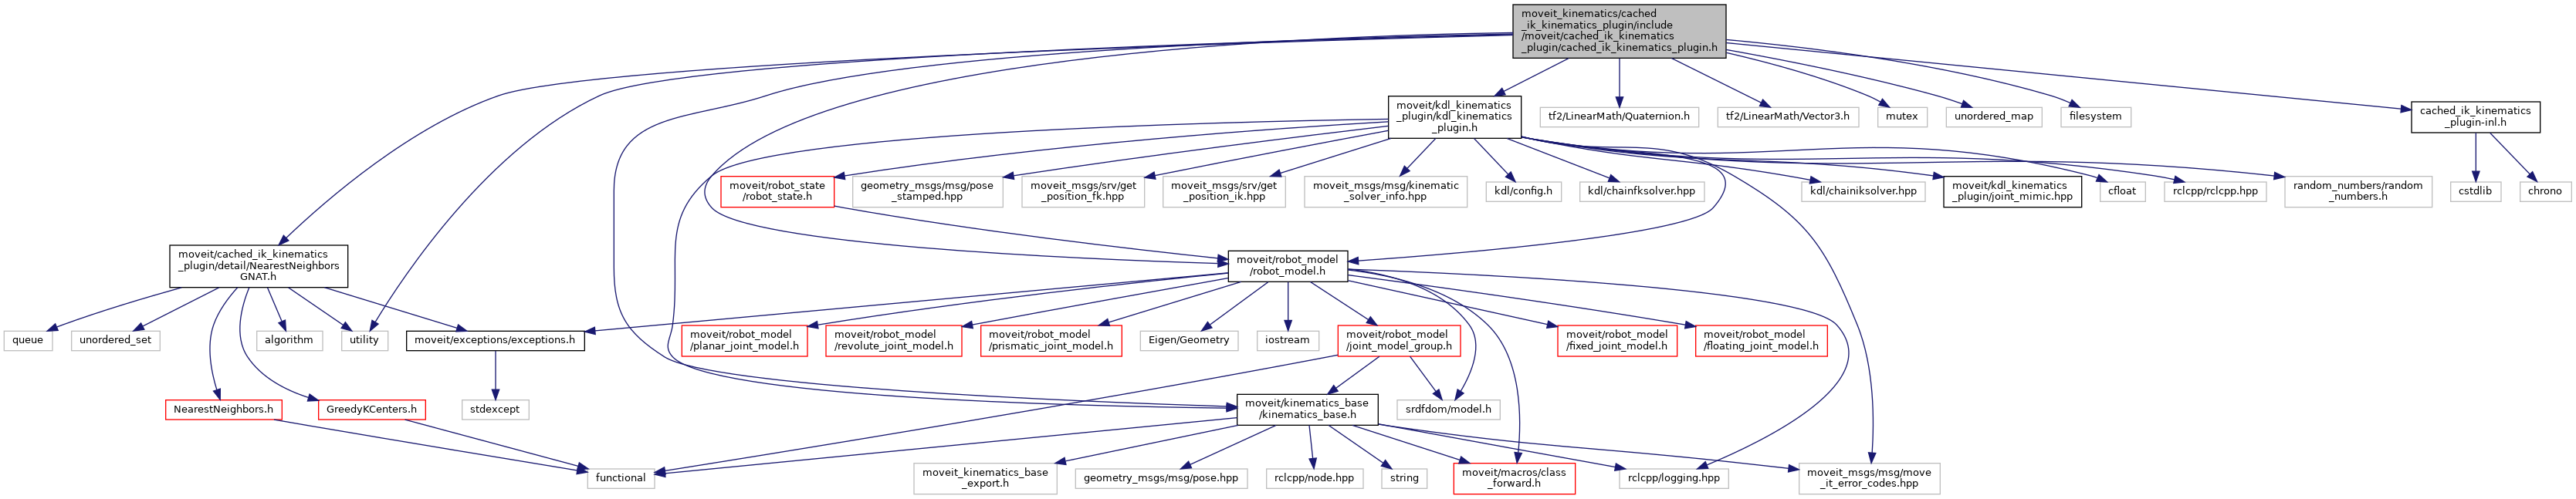 moveit_kinematics/cached
_ik_kinematics_plugin/include
/moveit/cached_ik_kinematics
_plugin/cached_ik_kinematics_plugin.h
moveit/kdl_kinematics
_plugin/kdl_kinematics
_plugin.h
tf2/LinearMath/Quaternion.h
tf2/LinearMath/Vector3.h
mutex
unordered_map
filesystem
cached_ik_kinematics
_plugin-inl.h
moveit/robot_state
/robot_state.h
geometry_msgs/msg/pose
_stamped.hpp
moveit_msgs/srv/get
_position_fk.hpp
moveit_msgs/srv/get
_position_ik.hpp
moveit_msgs/msg/kinematic
_solver_info.hpp
kdl/config.h
kdl/chainfksolver.hpp
kdl/chainiksolver.hpp
moveit/kdl_kinematics
_plugin/joint_mimic.hpp
cfloat
rclcpp/rclcpp.hpp
random_numbers/random
_numbers.h
cstdlib
chrono
moveit/cached_ik_kinematics
_plugin/detail/NearestNeighbors
GNAT.h
moveit/robot_model
/robot_model.h
queue
unordered_set
algorithm
utility
moveit/exceptions/exceptions.h
moveit/robot_model
/planar_joint_model.h
moveit/robot_model
/revolute_joint_model.h
moveit/robot_model
/prismatic_joint_model.h
Eigen/Geometry
iostream
moveit/robot_model
/joint_model_group.h
moveit/robot_model
/fixed_joint_model.h
moveit/robot_model
/floating_joint_model.h
NearestNeighbors.h
GreedyKCenters.h
stdexcept
moveit/kinematics_base
/kinematics_base.h
srdfdom/model.h
functional
moveit_kinematics_base
_export.h
geometry_msgs/msg/pose.hpp
rclcpp/node.hpp
string
moveit/macros/class
_forward.h
rclcpp/logging.hpp
moveit_msgs/msg/move
_it_error_codes.hpp